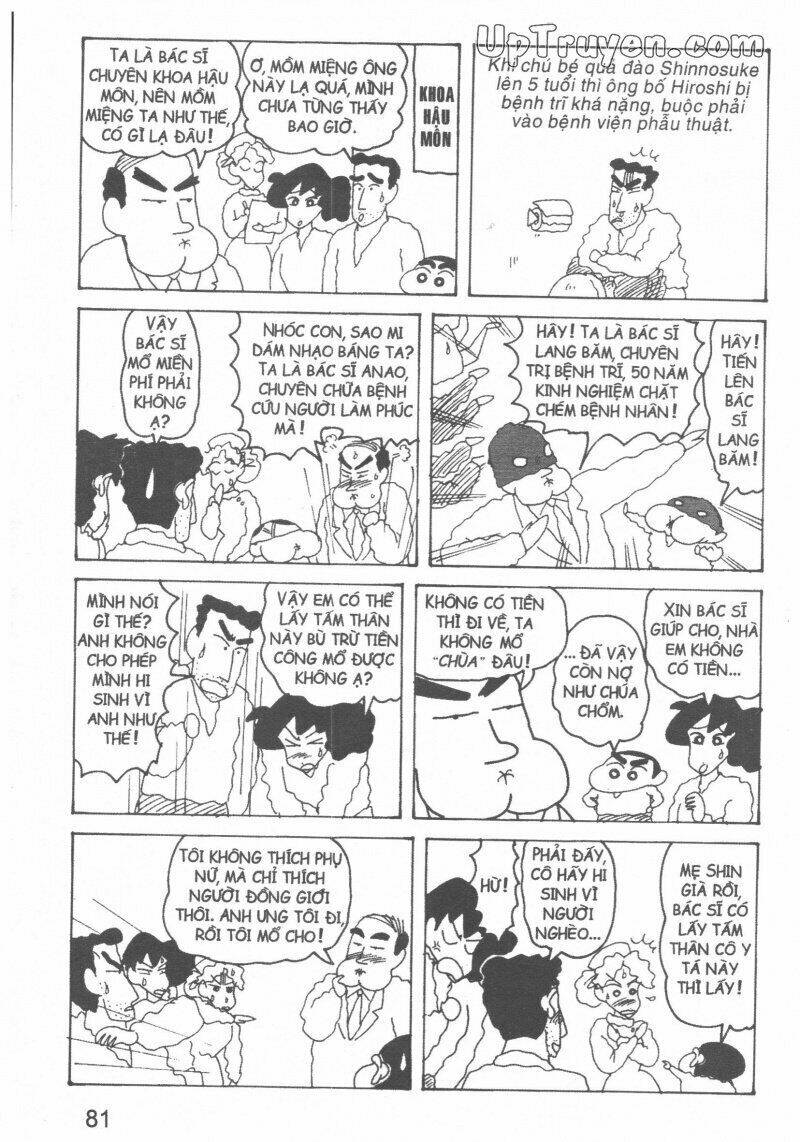 UpTruyen.com
Khi chú bé quậ đào Shinnosuke
lên 5 tuổi thì ông bố Hiroshi bị
bệnh trĩ khá nặng, buộc phải
vào bệnh viện phẫu thuật.
KHOA
HẬU
MÔN
Ơ, MỒM MIỆNG ÔNG
NÀY LẠ QUÁ, MÌNH
CHƯA TỪNG THẤY
BAO GIỜ.
TA LÀ BÁC SĨ
CHUYÊN KHOA HẬU
MÔN, NÊN MỒM
MIỆNG TA NHƯ THẾ,
CÓ GÌ LẠ ĐÂU!
HÂY!
TIẾN
LÊN
BÁC
SĨ
LANG
BĂM!
HÂY! TA LÀ BÁC SĨ
LANG BĂM, CHUYÊN
TRỊ BỆNH TRĨ, 50 NĂM
KINH NGHIỆM CHẶT
CHÉM BỆNH NHÂN!
NHÓC CON, SAO MI
DÁM NHẠO BÁNG TA?
TA LÀ BÁC SĨ ANAO,
CHUYÊN CHỮA BỆNH
CỨU NGƯỜI LÀM PHÚC
MÀ!
VẬY
BÁC SĨ
MỔ MIỄN
PHÍ PHẢI
KHÔNG
Ạ?
XIN BÁC SĨ
GIÚP CHO, NHÀ
EM KHÔNG
CÓ TIỀN...
...ĐÃ VẬY
CÒN NỢ
NHƯ CHÚA
CHỔM.
KHÔNG CÓ TIỀN
THÌ ĐI VỀ, TA
KHÔNG MỔ
"CHÙA" ĐÂU!
VẬY EM CÓ THỂ
LẤY TẤM THÂN
NÀY BÙ TRỪ TIỀN
CÔNG MỔ ĐƯỢC
KHÔNG Ạ?
MÌNH NÓI
GÌ THẾ?
ANH KHÔNG
CHO PHÉP
MÌNH HI
SINH VÌ
ANH NHƯ
THẾ!
MẸ SHIN
GIÀ RỒI,
BÁC SĨ CÓ
LẤY TẤM
THÂN CÔ Y
TÁ NÀY
THÌ LẤY!
PHẢI ĐẤY,
CÔ HÃY HI
SINH VÌ
NGƯỜI
NGHÈO...
HỪ!
TÔI KHÔNG THÍCH PHỤ
NỮ, MÀ CHỈ THÍCH
NGƯỜI ĐỒNG GIỚI
THÔI. ANH ƯNG TÔI ĐI,
RỒI TÔI MỔ CHO!
81